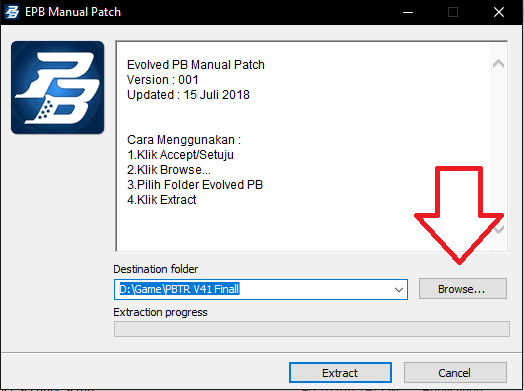 EPB Manual Patch
Evolved PB Manual Patch
Version : 001
Updated : 15 Juli 2018
Cara Menggunakan :
1.Klik Accept/Setuju
2.Klik Browse...
3.Pilih Folder Evolved PB
4.Klik Extract
Destination folder
D:\Game\PBTR V41 Finall
Browse...
Extraction progress
Extract
Cancel